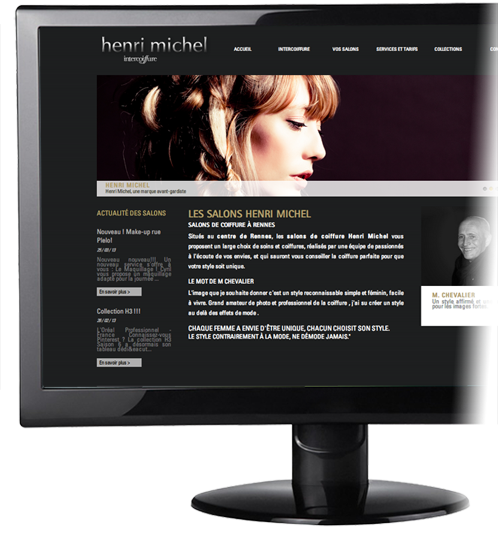 henri michel
intercoiffure
ACCUEIL INTERCOIFFURE VOS SALONS SERVICES ET TARIFS COLLECTIONS
HENRI MICHEL
Henri Michel, une marque avant-gardiste
ACTUALITÉ DES SALONS
Nouveau ! Make-up rue
Plelo!
Nouveau nouveau!!! Un
nouveau service s'offre à
vous : Le Maquillage ! Cuni
vous propose un maquillage
adapté pour vos ...
En savoir plus >
Collection H3 !!!
L'Oréal Professionnel -
France Connaissez-vous
Pinterest ? La collection H3
Saison 6 a désormais son
tableau dédi&eacut...
En savoir plus >
LES SALONS HENRI MICHEL
SALONS DE COIFFURE À RENNES
Situés au centre de Rennes, les salons de coiffure Henri Michel vous
proposent un large choix de soins et coiffures, réalisés par une équipe de passionnés
à l'écoute de vos envies, et qui sauront vous conseiller la coiffure parfaite pour que
votre style soit unique.
LE MOT DE M CHEVALIER
L'image que je souhaite donner c'est un style reconnaissable simple et féminin, facile
à vivre. Grand amateur de photo et professionnel de la coiffure , j'ai su créer un style
au delà des effets de mode .
CHAQUE FEMME A ENVIE D'ÊTRE UNIQUE, CHACUN CHOISIT SON STYLE.
LE STYLE CONTRAIREMENT À LA MODE, NE DÉMODE JAMAIS."
M. CHEVALIER
Un style affirmé et
pour les images fortes